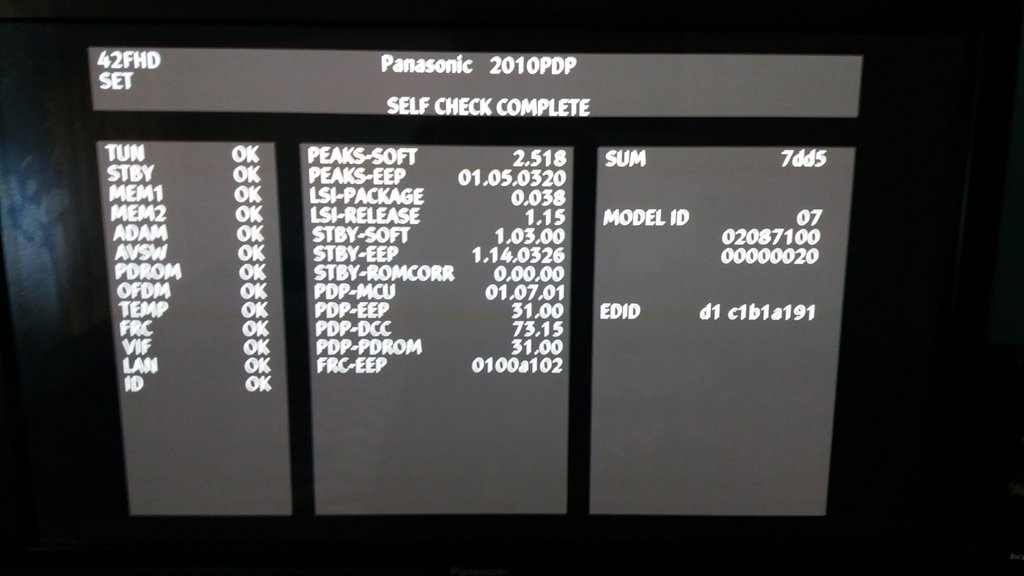 42FHD Panasonic 2010PDP
SET
SELF CHECK COMPLETE
TUN OK
STBY OK
MEM1 OK
MEM2 OK
ADAM OK
AVSW OK
PDROM OK
OFDM OK
TEMP OK
FRC OK
VIF OK
LAN OK
ID OK
PEAKS-SOFT 2.518
PEAKS-EEP 01.05.0320
LSI-PACKAGE 0.038
LSI-RELEASE 1.15
STBY-SOFT 1.03.00
STBY-EEP 1.14.0326
STBY-ROMCORR 0.00.00
PDP-MCU 01.07.01
PDP-EEP 31.00
PDP-DCC 73.15
PDP-PDROM 31.00
FRC-EEP 0100a102
SUM 7dd5
MODEL ID 07
02087100
00000020
EDID d1 c1b1a191
Panasonic